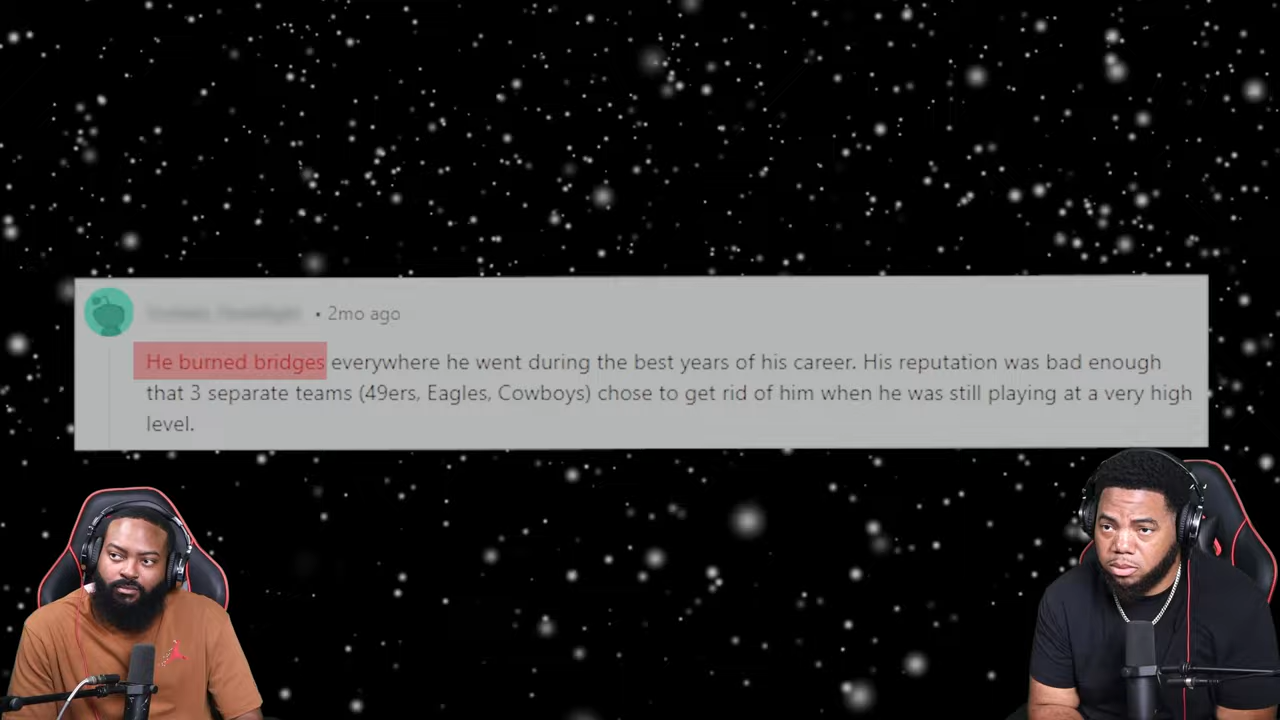 • 2mo ago
He burned bridges everywhere he went during the best years of his career. His reputation was bad enough
that 3 separate teams (49ers, Eagles, Cowboys) chose to get rid of him when he was still playing at a very high
level.